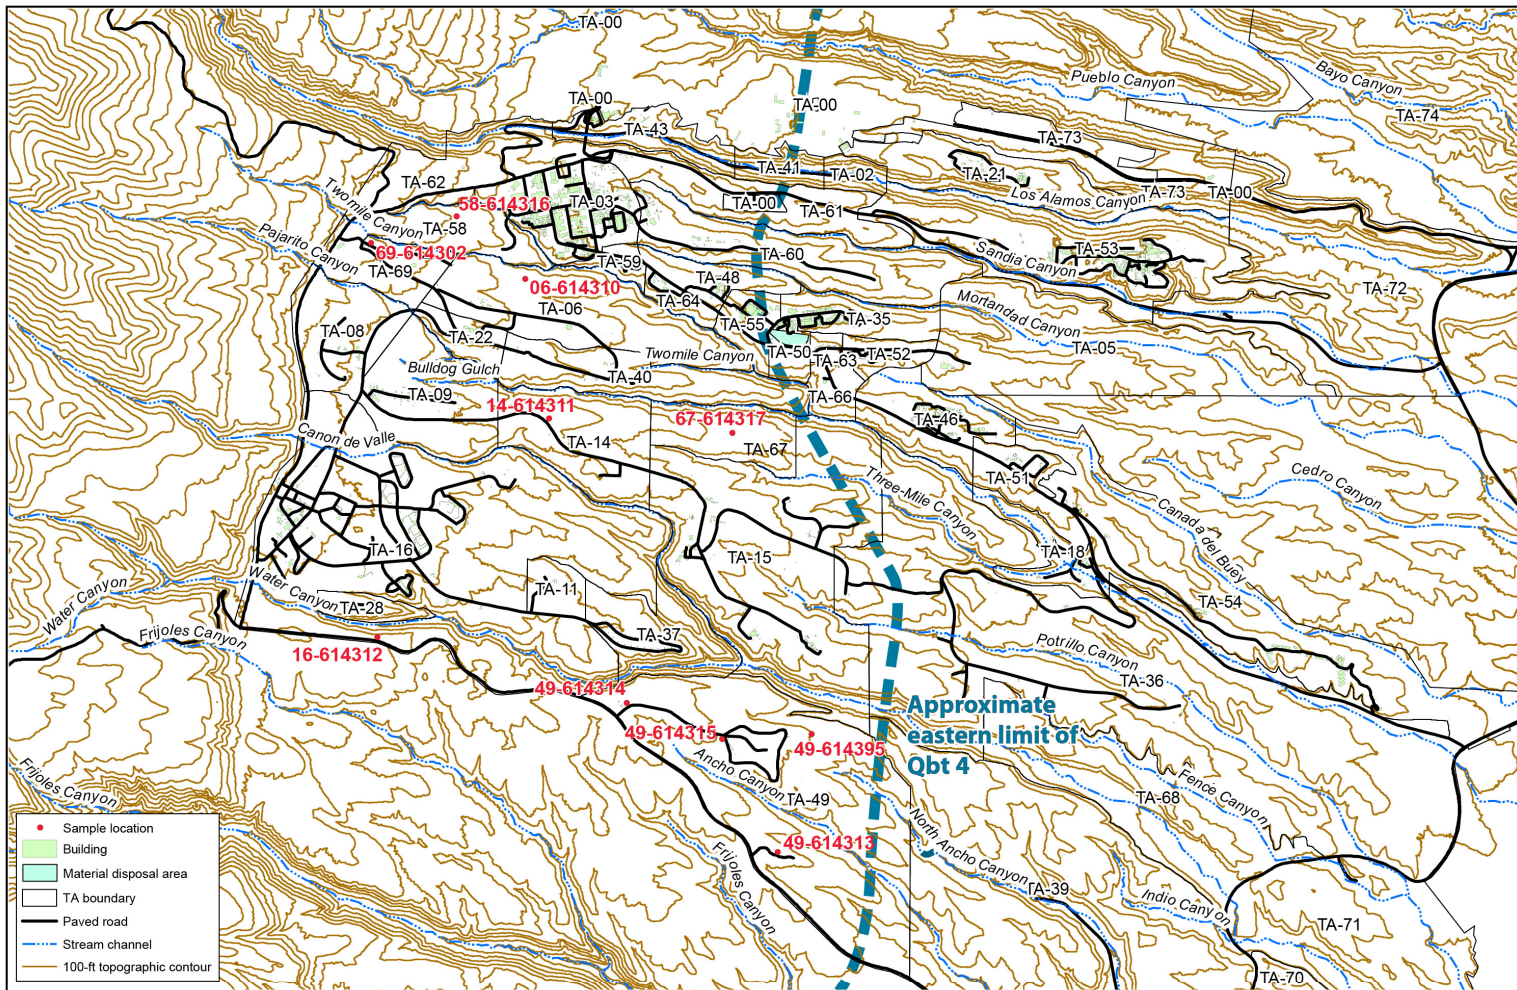 TA-00
Pueblo Canyon
Bayo Canyon
TA-74
TA-00
TA-00
TA-43
TA-73
TA-41
TA-02
TA-21
TA-73
TA-00
Los Alamos Canyon
TA-62
Twomile Canyon
58-614316
TA-58
TA-03
TA-00
TA-61
Pajarito Canyon
69-614302
TA-69
TA-59
TA-60
Sandia Canyon
TA-53
06-614310
TA-06
TA-48
TA-64
TA-72
Mortandad Canyon
TA-08
TA-22
TA-55
TA-35
TA-05
Bulldog Gulch
Twomile Canyon
TA-50
TA-63
TA-52
TA-40
TA-09
14-614311
67-614317
TA-66
TA-46
Canon de Valle
TA-14
TA-67
Three-Mile Canyon
TA-51
Cedro Canyon
Canada del Buey
TA-16
TA-15
TA-18
Water Canyon
Water Canyon
TA-28
TA-11
TA-54
Frijoles Canyon
TA-37
Potrillo Canyon
16-614312
TA-36
49-614314
49-614315
49-614395
Approximate
eastern limit of
Qbt 4
Ancho Canyon
Frijoles Canyon
TA-49
TA-68
Fence Canyon
49-614313
North Ancho Canyon
Frijoles Canyon
TA-39
Indio Canyon
TA-71
TA-70
Sample location
Building
Material disposal area
TA boundary
Paved road
Stream channel
100-ft topographic contour